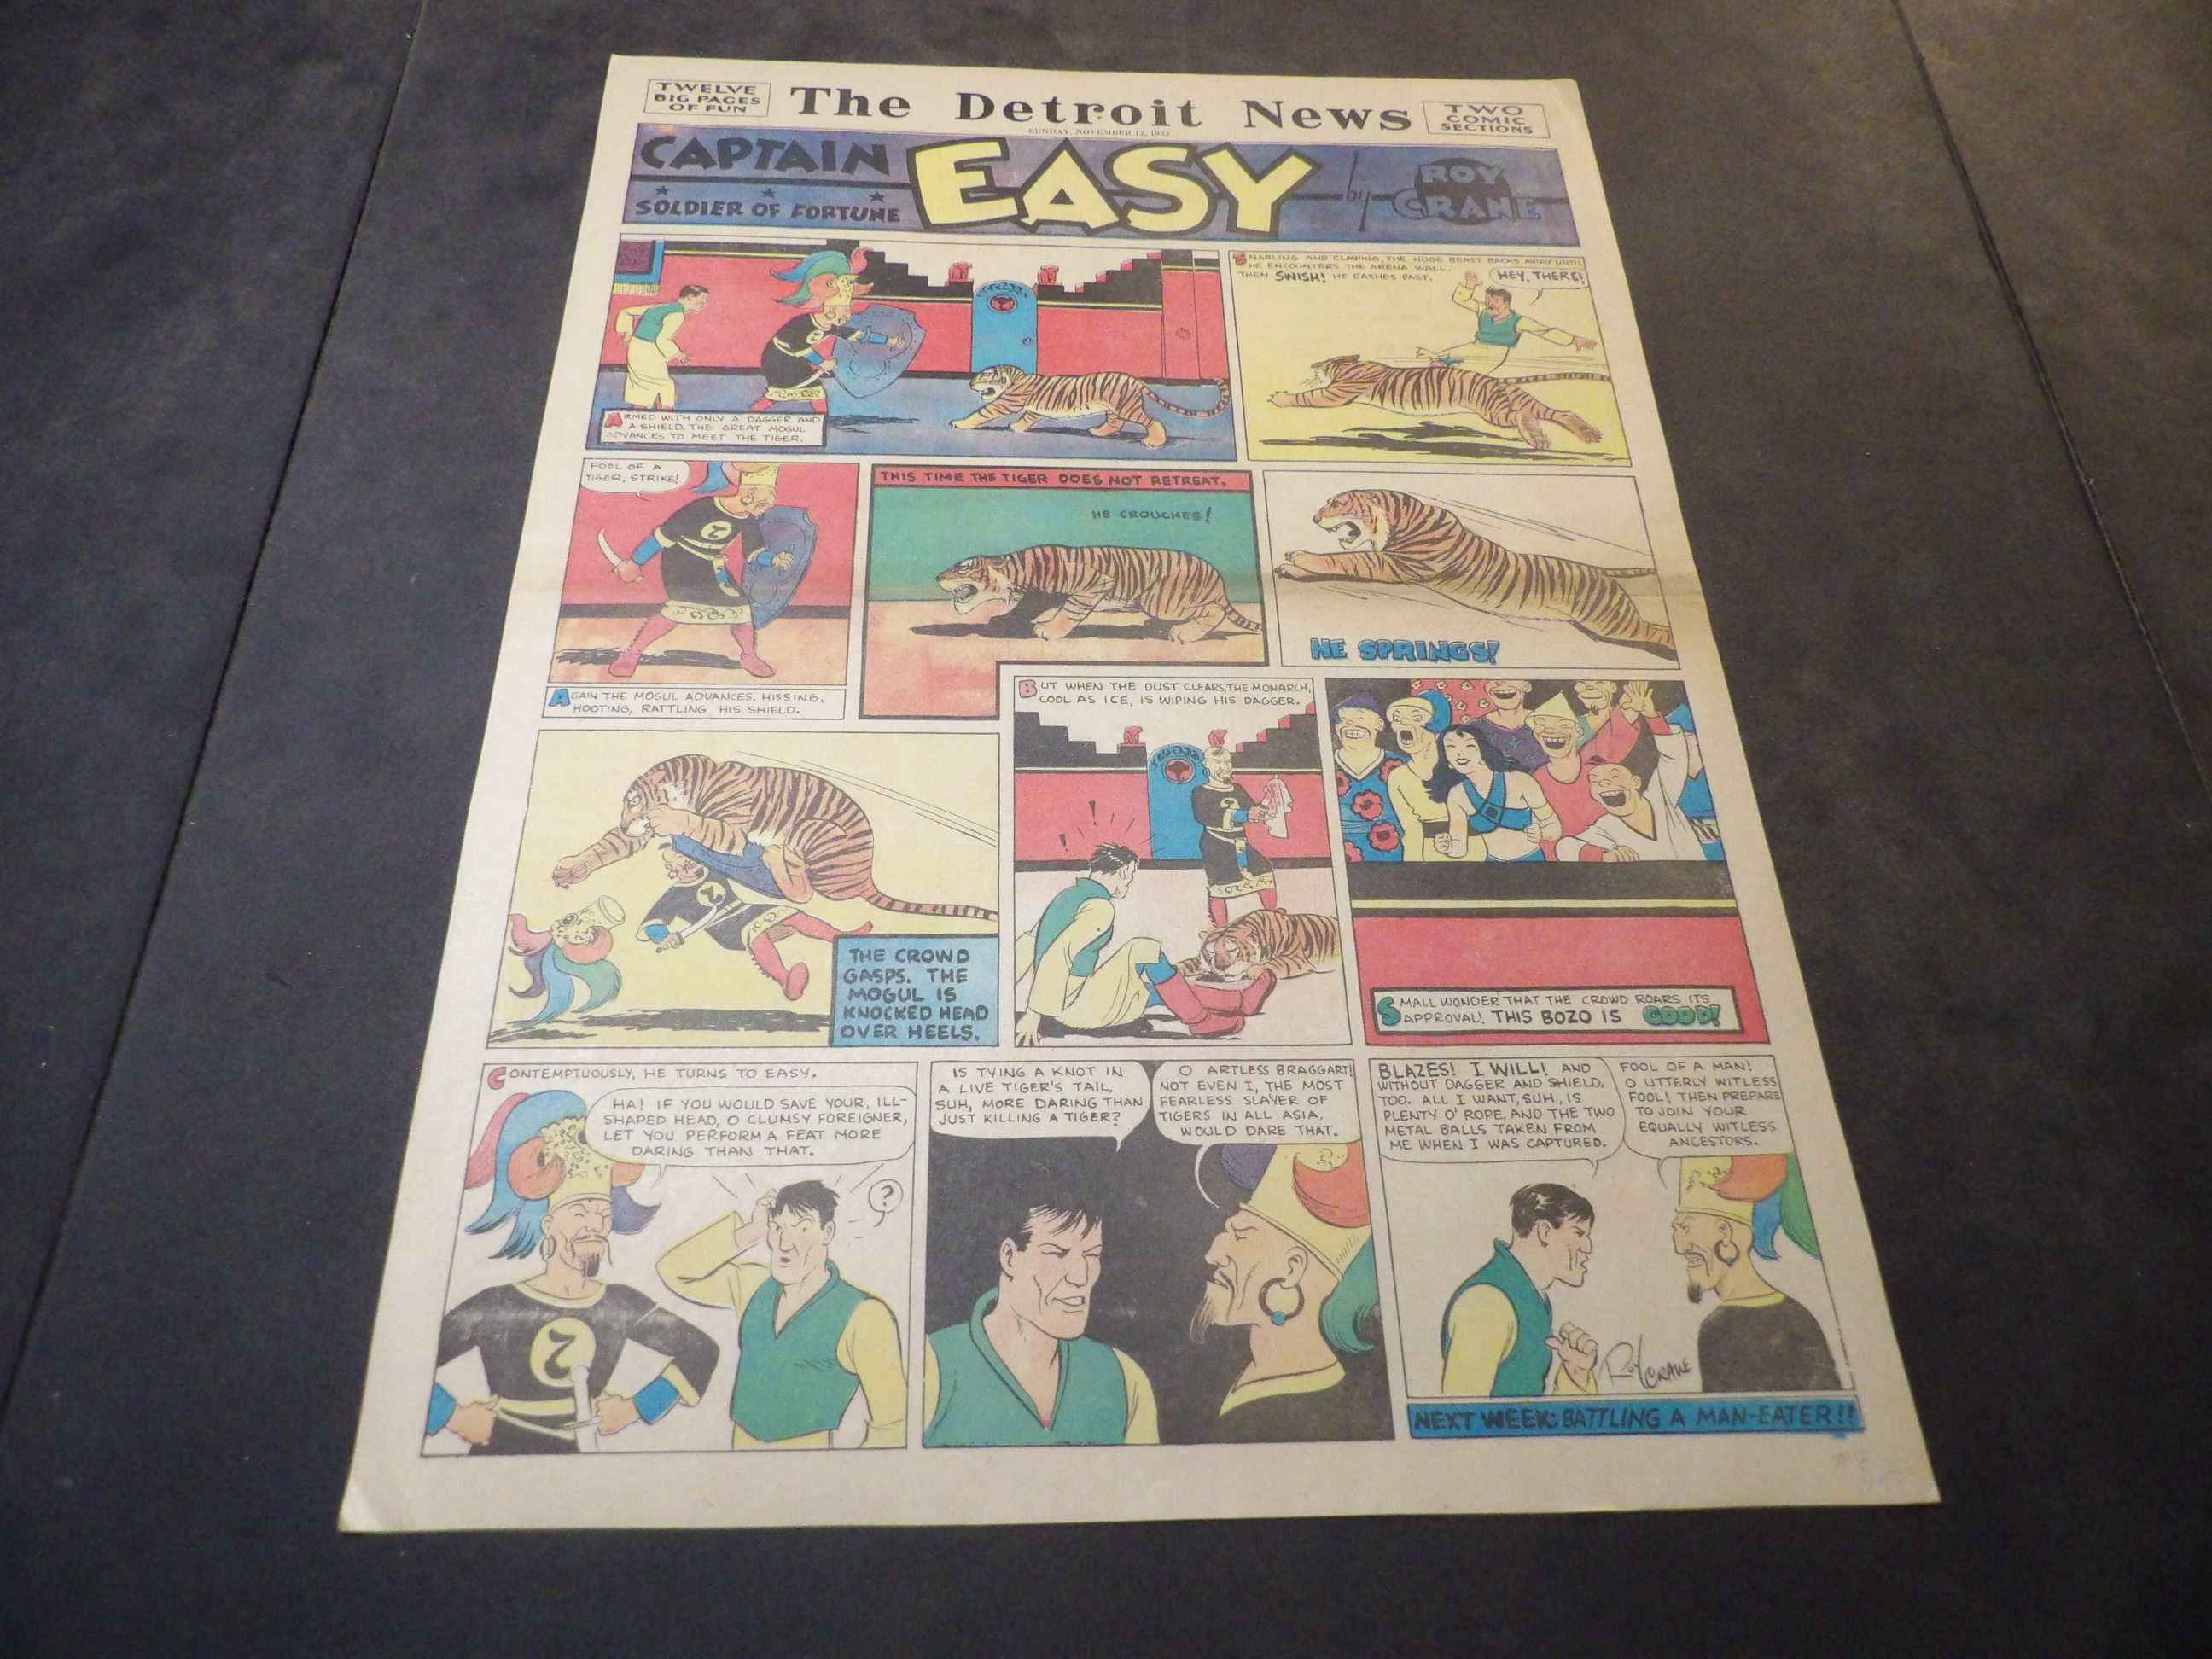 TWELVE
BIG PAGES
OF FUN
The Detroit News
TWO
COMIC
SECTIONS
SUNDAY, NOVEMBER 12, 1933
CAPTAIN
SOLDIER OF FORTUNE
EASY
by
ROY
CRANE
ARMED WITH ONLY A DAGGER AND
A SHIELD, THE GREAT MOGUL
ADVANCES TO MEET THE TIGER.
SNARLING AND CLAWING, THE HUGE BEAST BACKS AWAY UNTIL
HE ENCOUNTERS THE ARENA WALL.
THEN SWISH! HE DASHES PAST.
HEY, THERE!
FOOL OF A
TIGER, STRIKE!
2
AGAIN THE MOGUL ADVANCES, HISSING,
HOOTING, RATTLING HIS SHIELD.
THIS TIME THE TIGER DOES NOT RETREAT.
HE CROUCHES!
HE SPRINGS!
THE CROWD
GASPS. THE
MOGUL IS
KNOCKED HEAD
OVER HEELS.
BUT WHEN THE DUST CLEARS, THE MONARCH,
COOL AS ICE, IS WIPING HIS DAGGER.
! !
SMALL WONDER THAT THE CROWD ROARS ITS
APPROVAL! THIS BOZO IS GOOD!
CONTEMPTUOUSLY, HE TURNS TO EASY.
HA! IF YOU WOULD SAVE YOUR, ILL-
SHAPED HEAD, O CLUMSY FOREIGNER,
LET YOU PERFORM A FEAT MORE
DARING THAN THAT.
?
2
IS TYING A KNOT IN
A LIVE TIGER'S TAIL,
SUH, MORE DARING THAN
JUST KILLING A TIGER?
O ARTLESS BRAGGART!
NOT EVEN I, THE MOST
FEARLESS SLAYER OF
TIGERS IN ALL ASIA,
WOULD DARE THAT.
BLAZES! I WILL! AND
WITHOUT DAGGER AND SHIELD,
TOO. ALL I WANT, SUH, IS
PLENTY O' ROPE, AND THE TWO
METAL BALLS TAKEN FROM
ME WHEN I WAS CAPTURED.
FOOL OF A MAN!
O UTTERLY WITLESS
FOOL! THEN PREPARE
TO JOIN YOUR
EQUALLY WITLESS
ANCESTORS.
ROY CRANE
NEXT WEEK: BATTLING A MAN-EATER!!